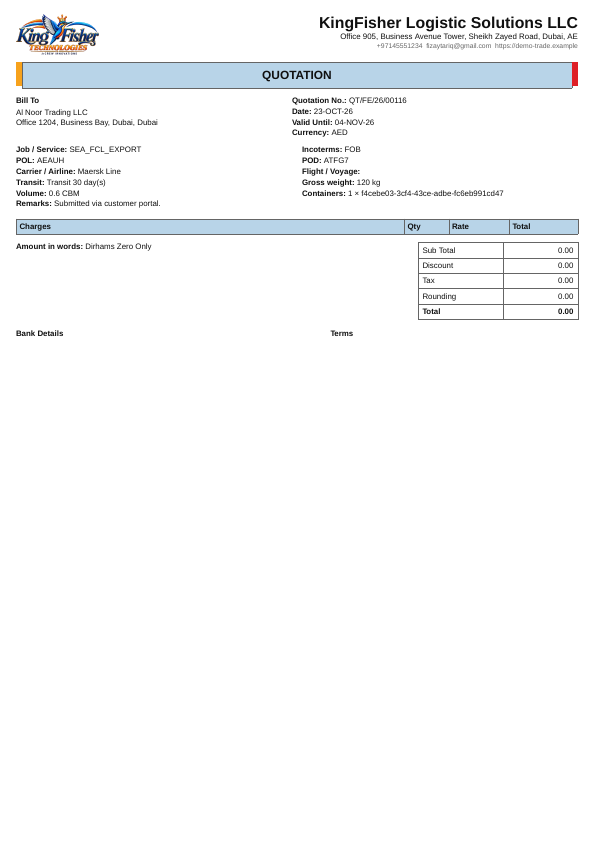 King Fisher
TECHNOLOGIES
KingFisher Logistic Solutions LLC
Office 905, Business Avenue Tower, Sheikh Zayed Road, Dubai, AE
+97145551234 fizaytariq@gmail.com https://demo-trade.example
QUOTATION
Bill To
Al Noor Trading LLC
Office 1204, Business Bay, Dubai, Dubai
Quotation No.: QT/FE/26/00116
Date: 23-OCT-26
Valid Until: 04-NOV-26
Currency: AED
Job / Service: SEA_FCL_EXPORT
POL: AEAUH
Carrier / Airline: Maersk Line
Transit: Transit 30 day(s)
Volume: 0.6 CBM
Remarks: Submitted via customer portal.
Incoterms: FOB
POD: ATFG7
Flight / Voyage:
Gross weight: 120 kg
Containers: 1 × f4cebe03-3cf4-43ce-adbe-fc6eb991cd47
Charges Qty Rate Total
Amount in words: Dirhams Zero Only
Sub Total 0.00
Discount 0.00
Tax 0.00
Rounding 0.00
Total 0.00
Bank Details
Terms